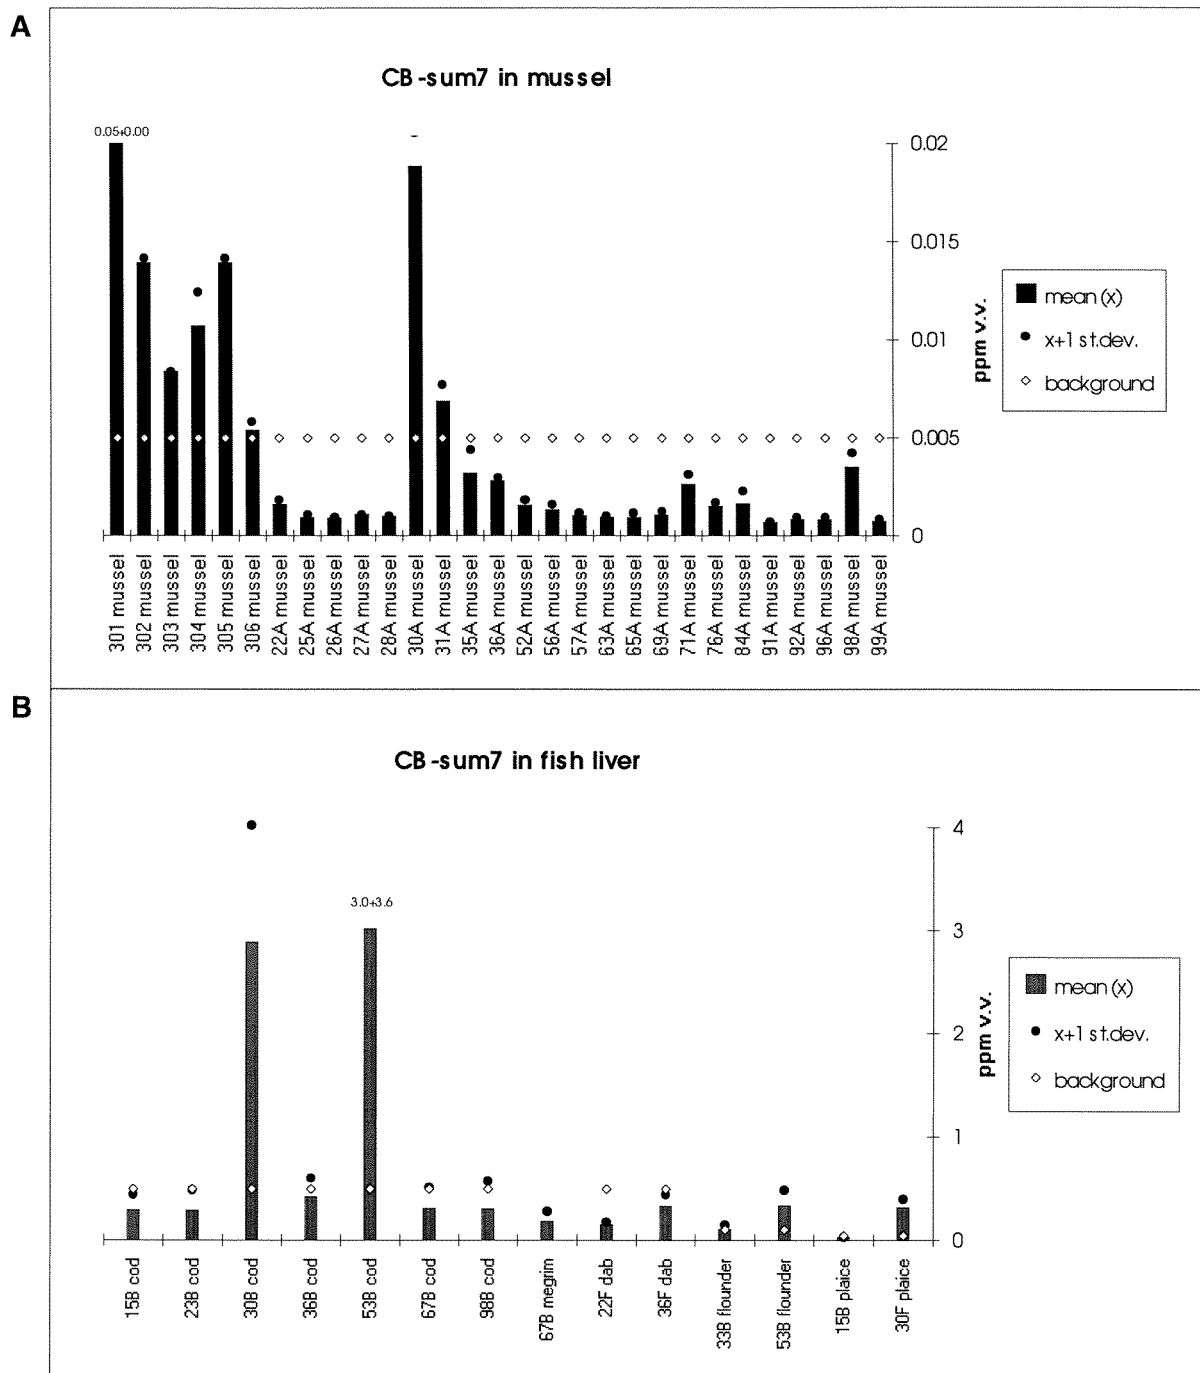 A
CB-sum7 in mussel
0.05+0.00
0.02
0.015
0.01
0.005
0
ppm v.v.
mean (x)
x+1 st.dev.
background
301 mussel
302 mussel
303 mussel
304 mussel
305 mussel
306 mussel
22A mussel
25A mussel
26A mussel
27A mussel
28A mussel
30A mussel
31A mussel
35A mussel
36A mussel
52A mussel
56A mussel
57A mussel
63A mussel
65A mussel
69A mussel
71A mussel
76A mussel
84A mussel
91A mussel
92A mussel
96A mussel
98A mussel
99A mussel
B
CB-sum7 in fish liver
3.0+3.6
4
3
2
1
0
ppm v.v.
mean (x)
x+1 st.dev.
background
15B cod
23B cod
30B cod
36B cod
53B cod
67B cod
98B cod
67B megrim
22F dab
36F dab
33B flounder
53B flounder
15B plaice
30F plaice